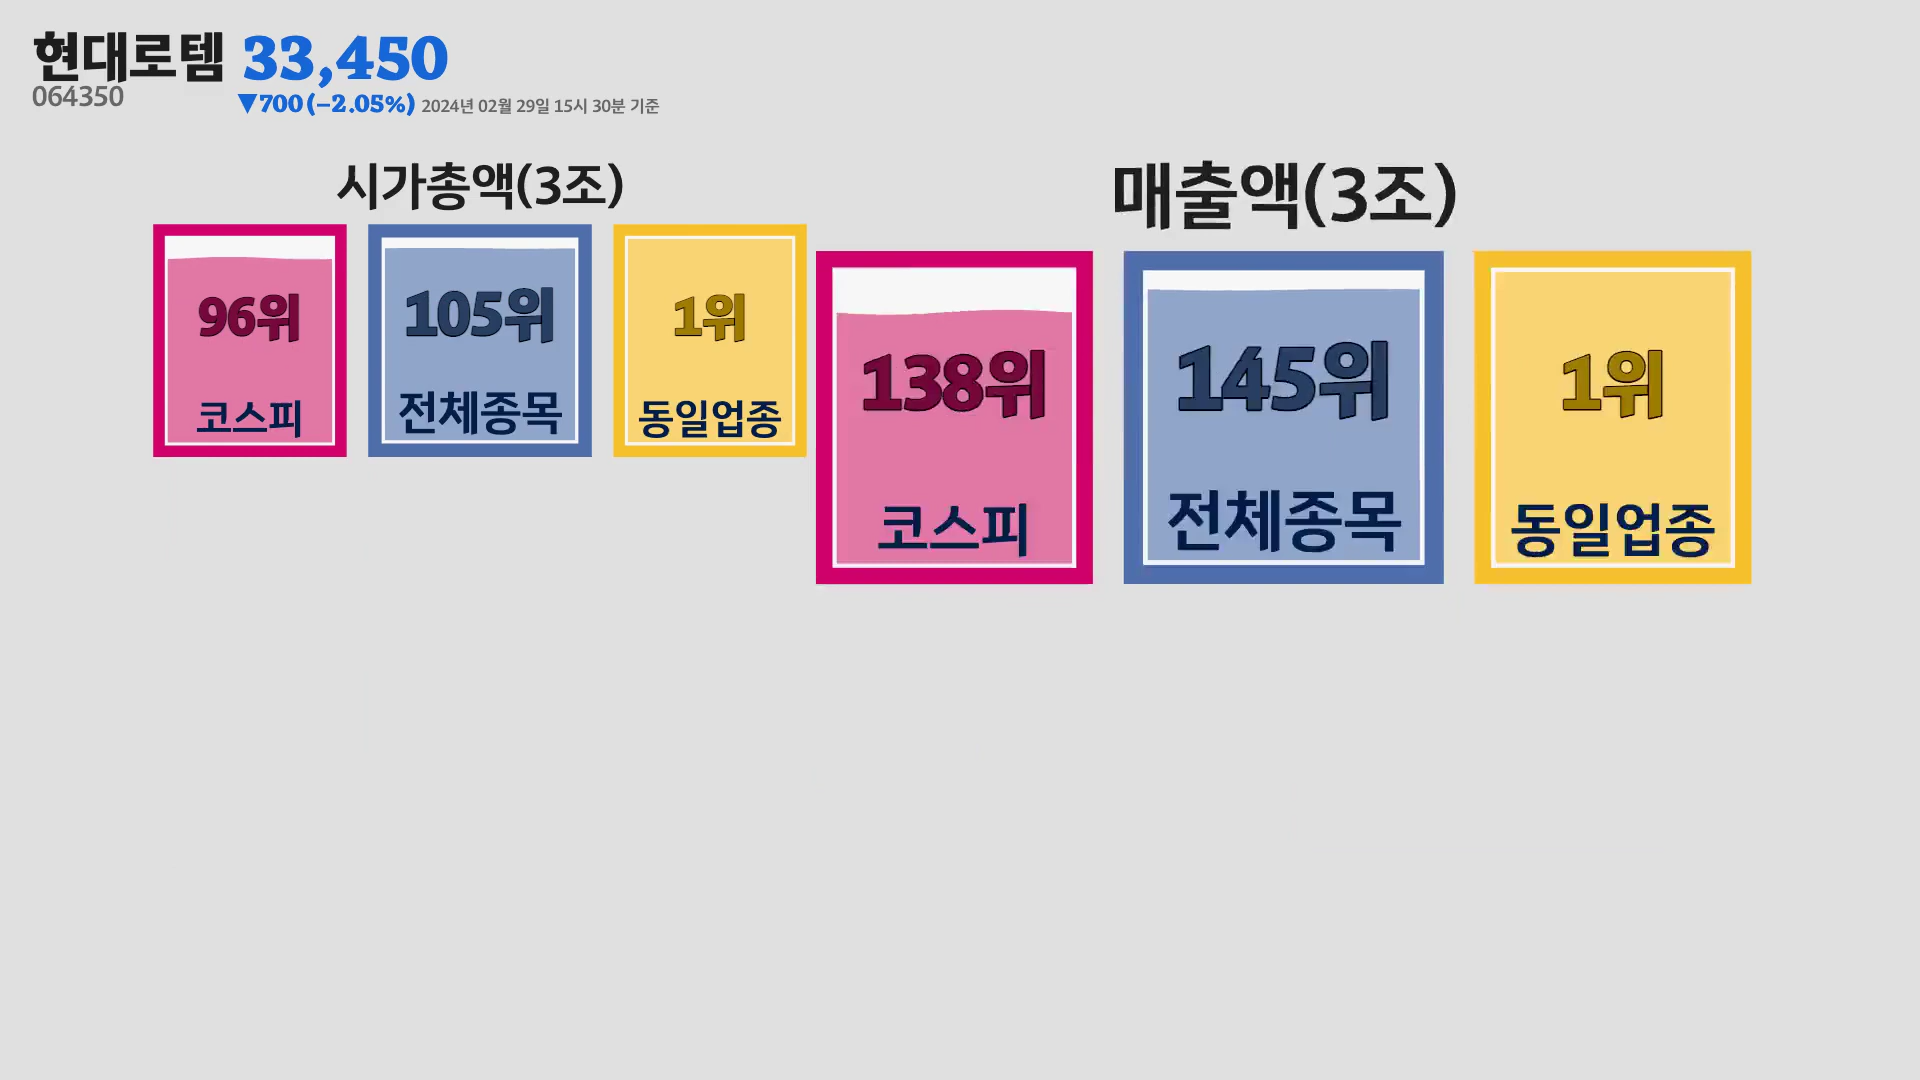 현대로템 33,450
064350
▼700(−2.05%) 2024년 02월 29일 15시 30분 기준
시가총액(3조)
96위 105위 1위
코스피 전체종목 동일업종
매출액(3조)
138위 145위 1위
코스피 전체종목 동일업종